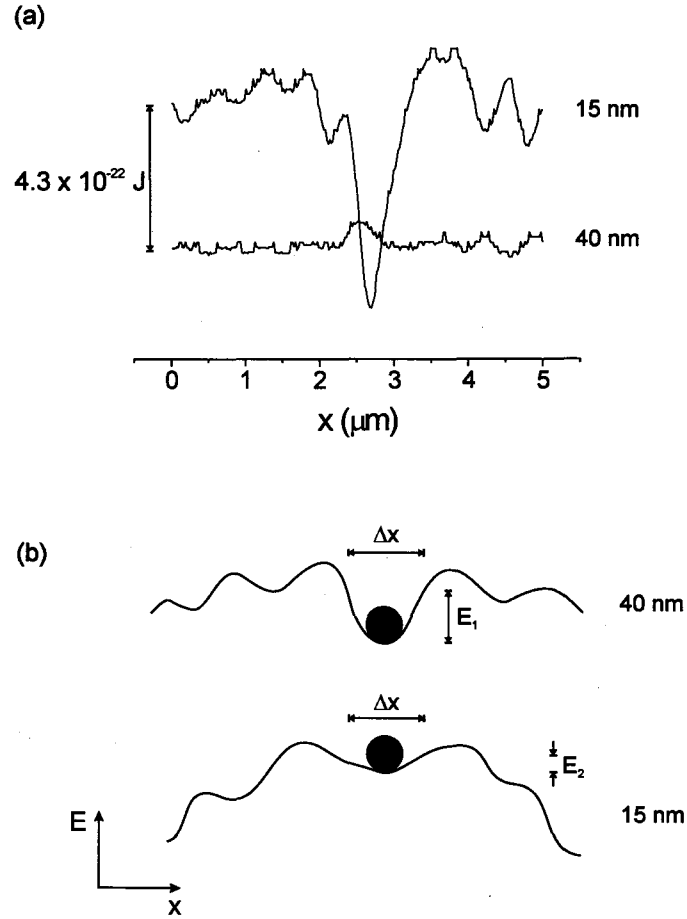 (a)
15 nm
4.3 x 10⁻²² J
40 nm
0 1 2 3 4 5
x (μm)
(b)
Δx
40 nm
E₁
Δx
E₂
E
15 nm
x